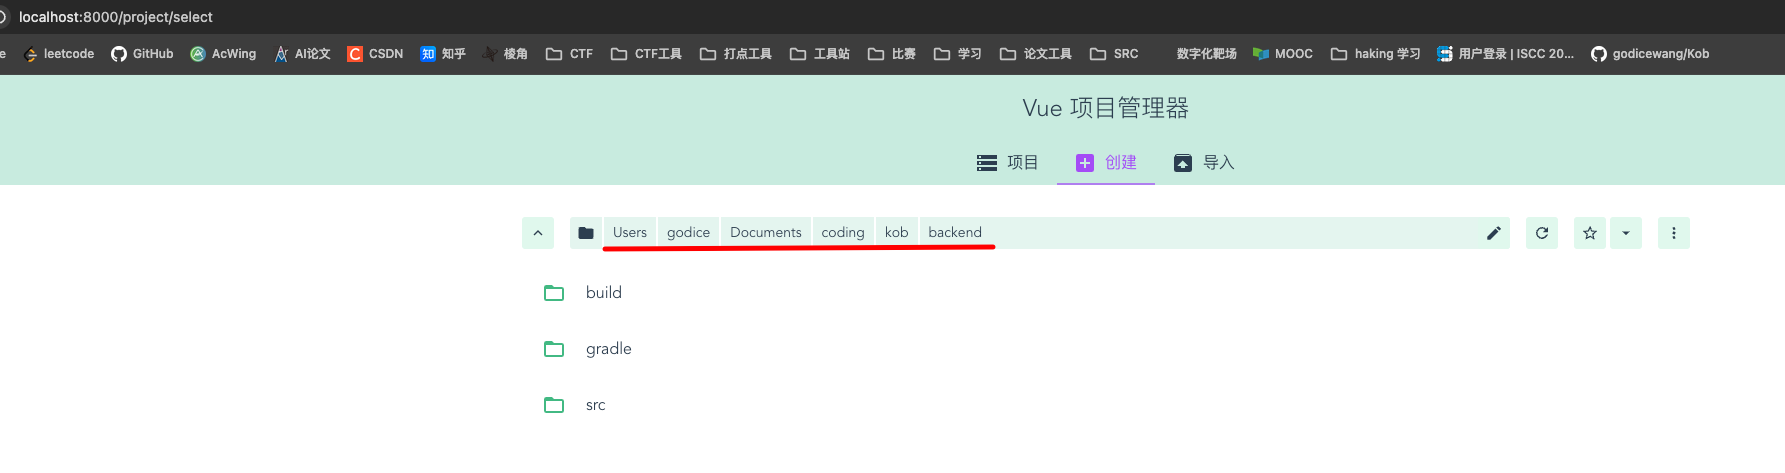 localhost:8000/project/select
e leetcode GitHub AcWing AI论文 CSDN 知乎 棱角 CTF CTF工具 打点工具 工具站 比赛 学习 论文工具 SRC 数字化靶场 MOOC haking 学习 用户登录 | ISCC 20... godicewang/Kob
Vue 项目管理器
项目 创建 导入
Users godice Documents coding kob backend
build
gradle
src